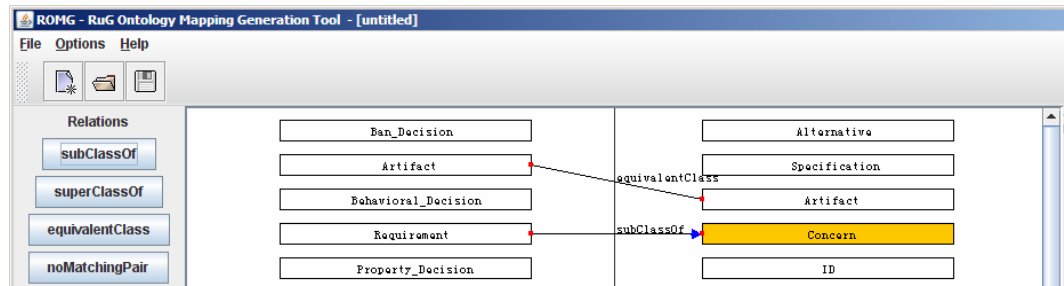 ROMG - RuG Ontology Mapping Generation Tool - [untitled]
File Options Help
Relations
subClassOf
superClassOf
equivalentClass
noMatchingPair
Ban_Decision
Artifact
Behavioral_Decision
Requirement
Property_Decision
equivalentClass
subClassOf
Alternative
Specification
Artifact
Concern
ID